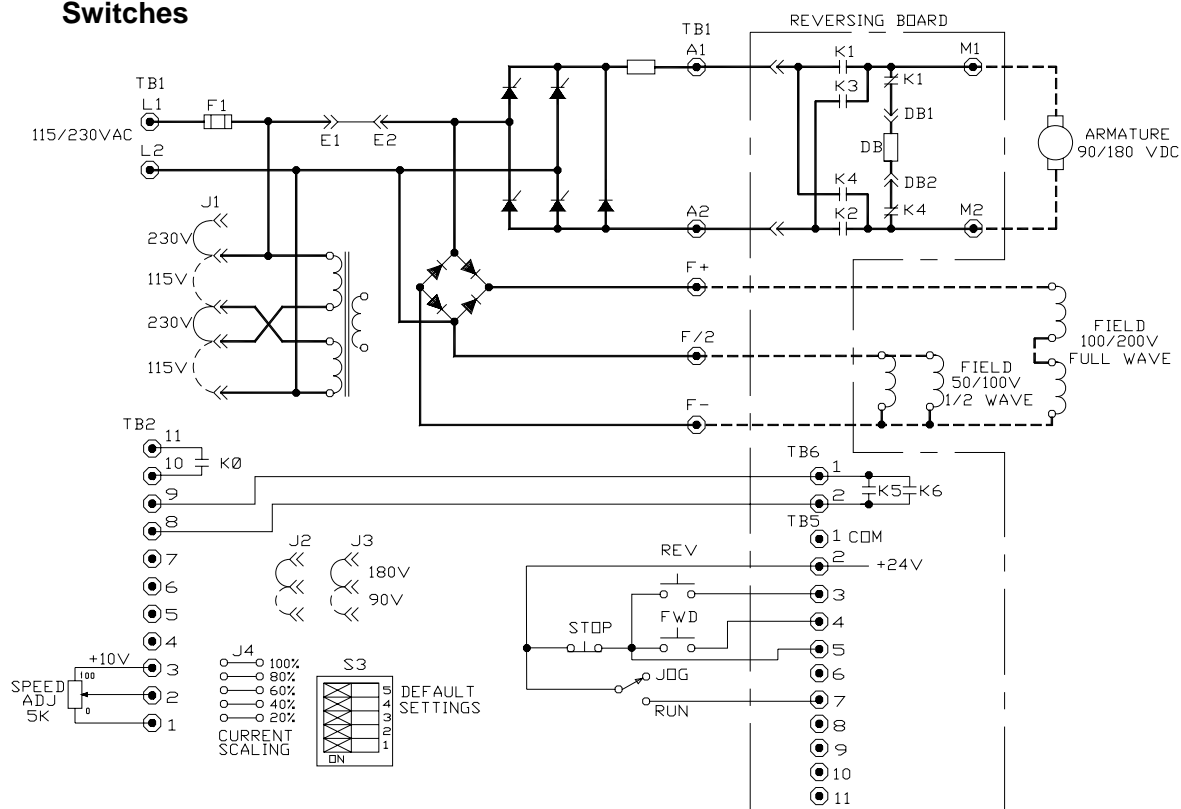 Switches
REVERSING BOARD
TB1
A1
K1
M1
K1
K3
DB1
DB
DB2
K4
K4
K2
A2
M2
ARMATURE
90/180 VDC
TB1
L1
F1
115/230VAC
E1
E2
L2
J1
230V
115V
230V
115V
F+
F/2
F-
FIELD
100/200V
FULL WAVE
FIELD
50/100V
1/2 WAVE
TB2
11
10
K0
9
8
7
6
5
4
3
2
1
+10V
100
0
SPEED
ADJ
5K
J2
J3
180V
90V
J4
100%
80%
60%
40%
20%
CURRENT
SCALING
S3
5
4
3
2
1
ON
DEFAULT
SETTINGS
TB6
1
2
K5
K6
TB5
1 COM
2
+24V
3
4
5
6
7
8
9
10
11
REV
FWD
STOP
JOG
RUN